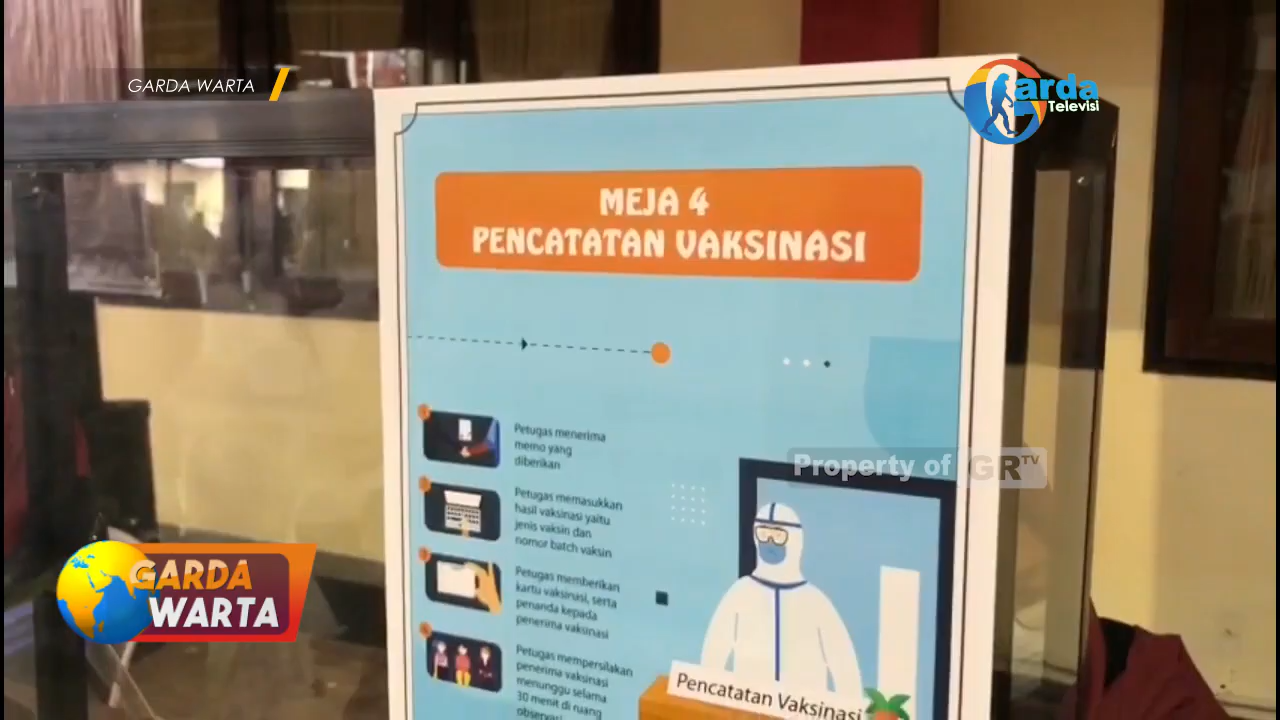 GARDA WARTA
Garda
Televisi
MEJA 4
PENCATATAN VAKSINASI
Petugas menerima
memo yang
diberikan
Petugas memasukkan
hasil vaksinasi yaitu
jenis vaksin dan
nomor batch vaksin
Property of GR TV
Petugas memberikan
kartu vaksinasi, serta
penanda kepada
penerima vaksinasi
Petugas mempersilakan
penerima vaksinasi
menunggu selama
30 menit di ruang
observasi
Pencatatan Vaksinasi
GARDA
WARTA